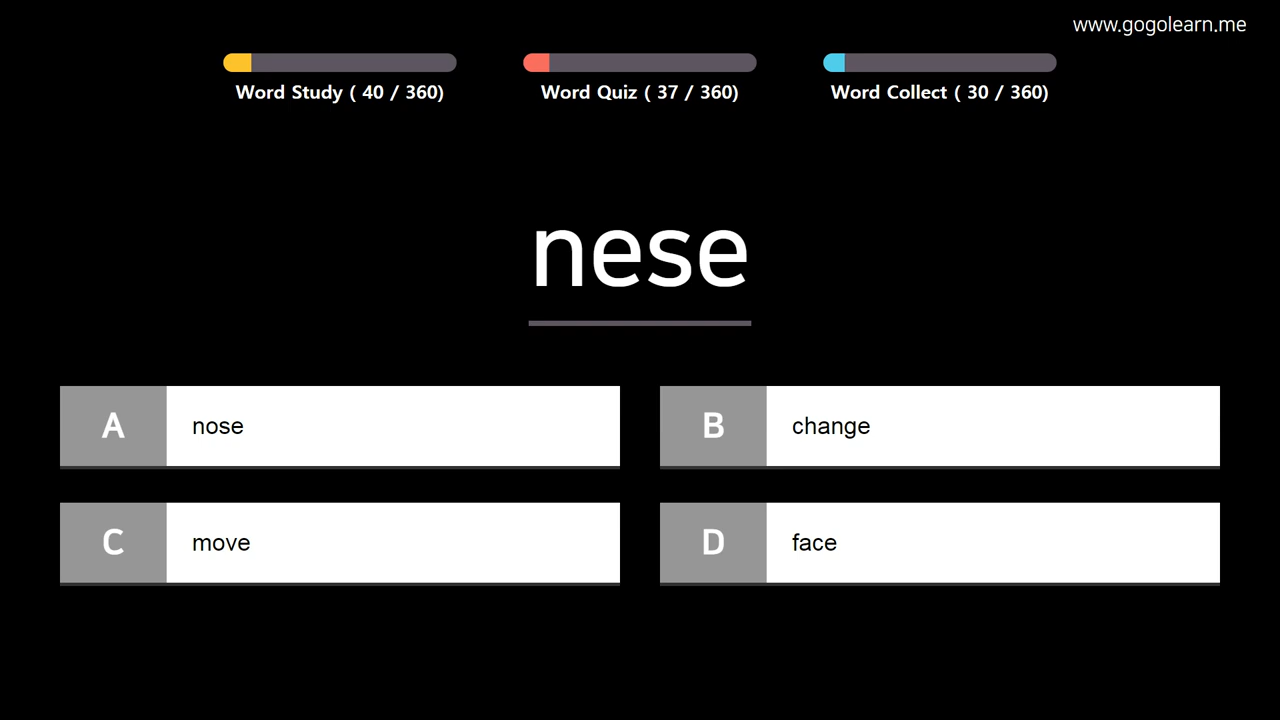 www.gogolearn.me
Word Study ( 40 / 360)
Word Quiz ( 37 / 360)
Word Collect ( 30 / 360)
nese
A nose
B change
C move
D face